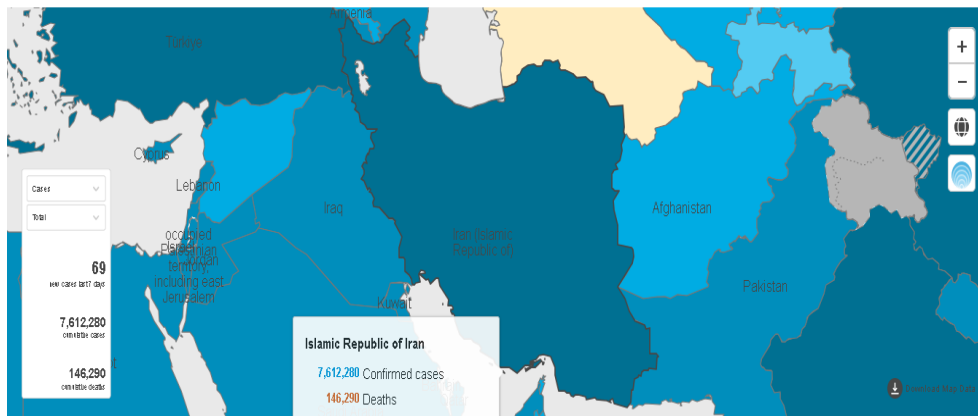 Armenia
Türkiye
Cyprus
Lebanon
Iraq
Iran (Islamic
Republic of)
Afghanistan
Pakistan
occupied
Palestinian
territory,
including east
Jerusalem
Jordan
Kuwait
Cases
Total
69
new cases last 7 days
7,612,280
cumulative cases
146,290
cumulative deaths
Islamic Republic of Iran
7,612,280 Confirmed cases
146,290 Deaths
+
−
Download Map Data